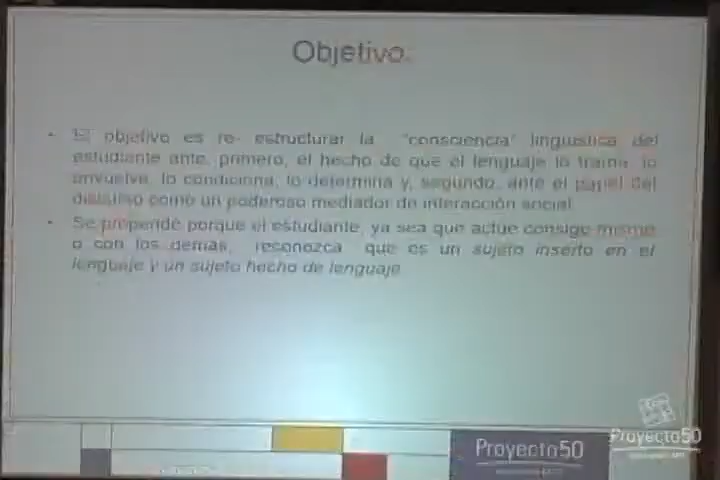 Objetivo.
• El objetivo es re- estructurar la "consciencia" lingüística del
estudiante ante, primero, el hecho de que el lenguaje lo trama, lo
envuelve, lo condiciona, lo determina y, segundo, ante el papel del
discurso como un poderoso mediador de interacción social.
• Se propende porque el estudiante, ya sea que actúe consigo mismo
o con los demás, reconozca que es un sujeto inserto en el
lenguaje y un sujeto hecho de lenguaje.
Proyecto50
Proyecto50